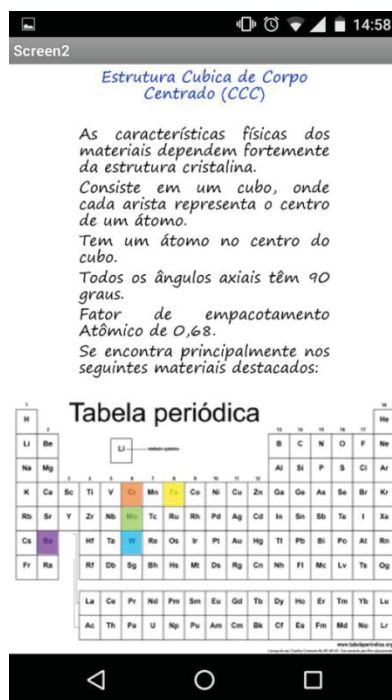 14:58
Screen2
Estrutura Cubica de Corpo
Centrado (CCC)
As características físicas dos
materiais dependem fortemente
da estrutura cristalina.
Consiste em um cubo, onde
cada arista representa o centro
de um átomo.
Tem um átomo no centro do
cubo.
Todos os ângulos axiais têm 90
graus.
Fator de empacotamento
Atômico de 0,68.
Se encontra principalmente nos
seguintes materiais destacados:
Tabela periódica
H He
Li Be Li B C N O F Ne
Na Mg Al Si P S Cl Ar
K Ca Sc Ti V Cr Mn Fe Co Ni Cu Zn Ga Ge As Se Br Kr
Rb Sr Y Zr Nb Mo Tc Ru Rh Pd Ag Cd In Sn Sb Te I Xe
Cs Ba Hf Ta W Re Os Ir Pt Au Hg Tl Pb Bi Po At Rn
Fr Ra Rf Db Sg Bh Hs Mt Ds Rg Cn Nh Fl Mc Lv Ts Og
La Ce Pr Nd Pm Sm Eu Gd Tb Dy Ho Er Tm Yb Lu
Ac Th Pa U Np Pu Am Cm Bk Cf Es Fm Md No Lr
www.tabelaperiodica.org